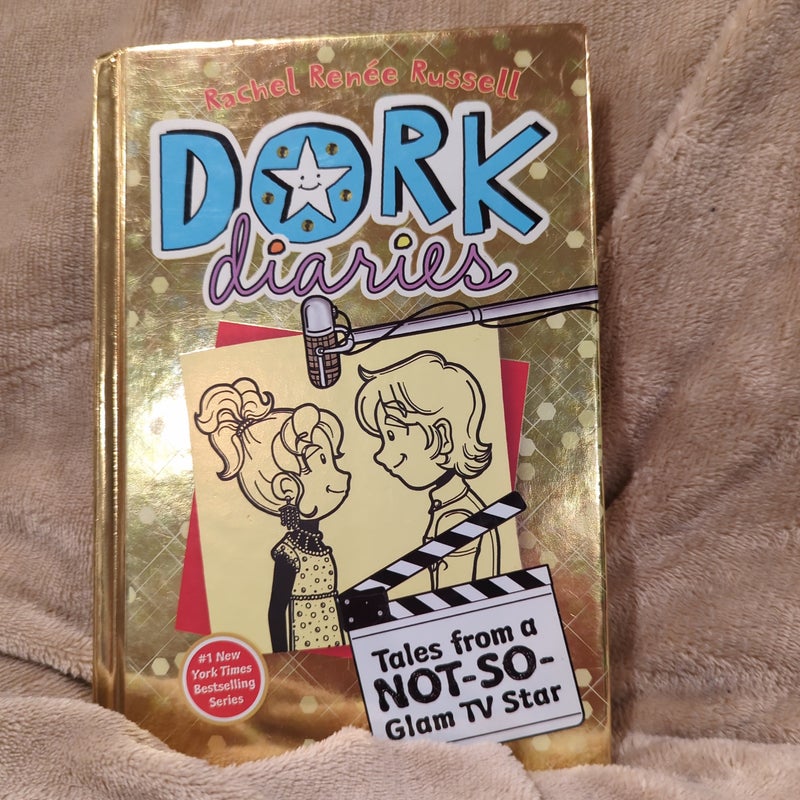 Rachel Renée Russell
DORK
diaries
Tales from a
NOT-SO-
Glam TV Star
#1 New
York Times
Bestselling
Series